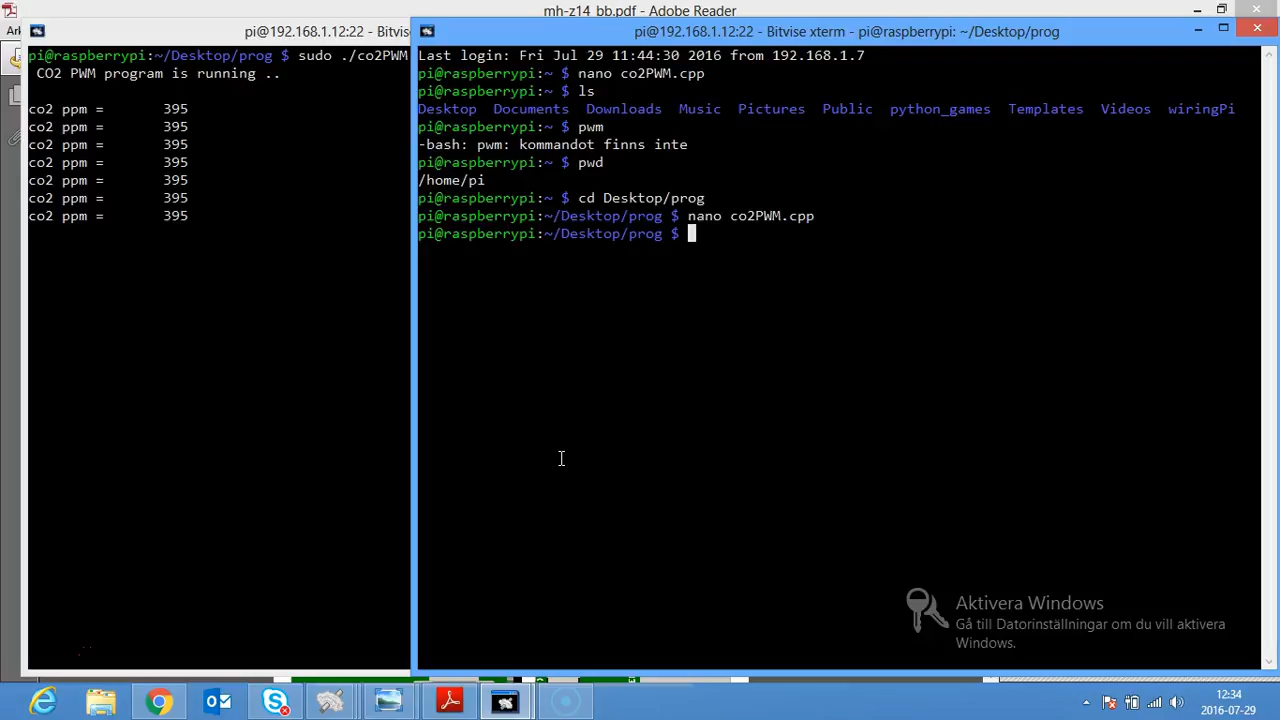 mh-z14_bb.pdf - Adobe Reader
Ar
pi@192.168.1.12:22 - Bitvise
pi@192.168.1.12:22 - Bitvise xterm - pi@raspberrypi: ~/Desktop/prog
pi@raspberrypi:~/Desktop/prog $ sudo ./co2PWM
CO2 PWM program is running ..
co2 ppm = 395
co2 ppm = 395
co2 ppm = 395
co2 ppm = 395
co2 ppm = 395
co2 ppm = 395
co2 ppm = 395
Last login: Fri Jul 29 11:44:30 2016 from 192.168.1.7
pi@raspberrypi:~ $ nano co2PWM.cpp
pi@raspberrypi:~ $ ls
Desktop Documents Downloads Music Pictures Public python_games Templates Videos wiringPi
pi@raspberrypi:~ $ pwm
-bash: pwm: kommandot finns inte
pi@raspberrypi:~ $ pwd
/home/pi
pi@raspberrypi:~ $ cd Desktop/prog
pi@raspberrypi:~/Desktop/prog $ nano co2PWM.cpp
pi@raspberrypi:~/Desktop/prog $
Aktivera Windows
Gå till Datorinställningar om du vill aktivera
Windows.
12:34
2016-07-29